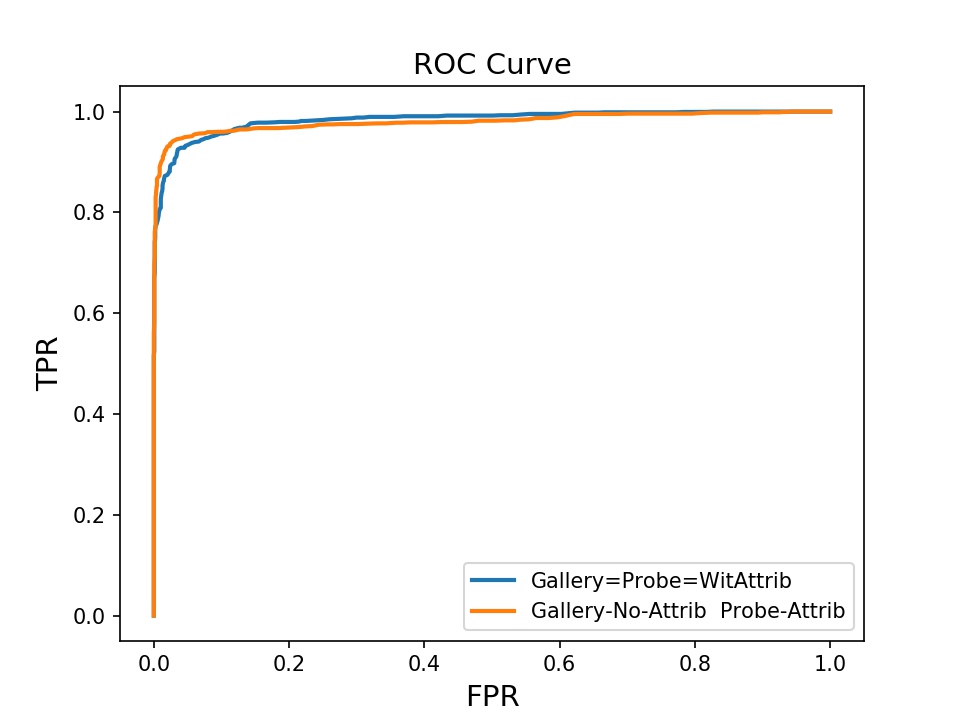 ROC Curve
1.0
0.8
0.6
0.4
0.2
0.0
TPR
0.0 0.2 0.4 0.6 0.8 1.0
FPR
Gallery=Probe=WitAttrib
Gallery-No-Attrib  Probe-Attrib